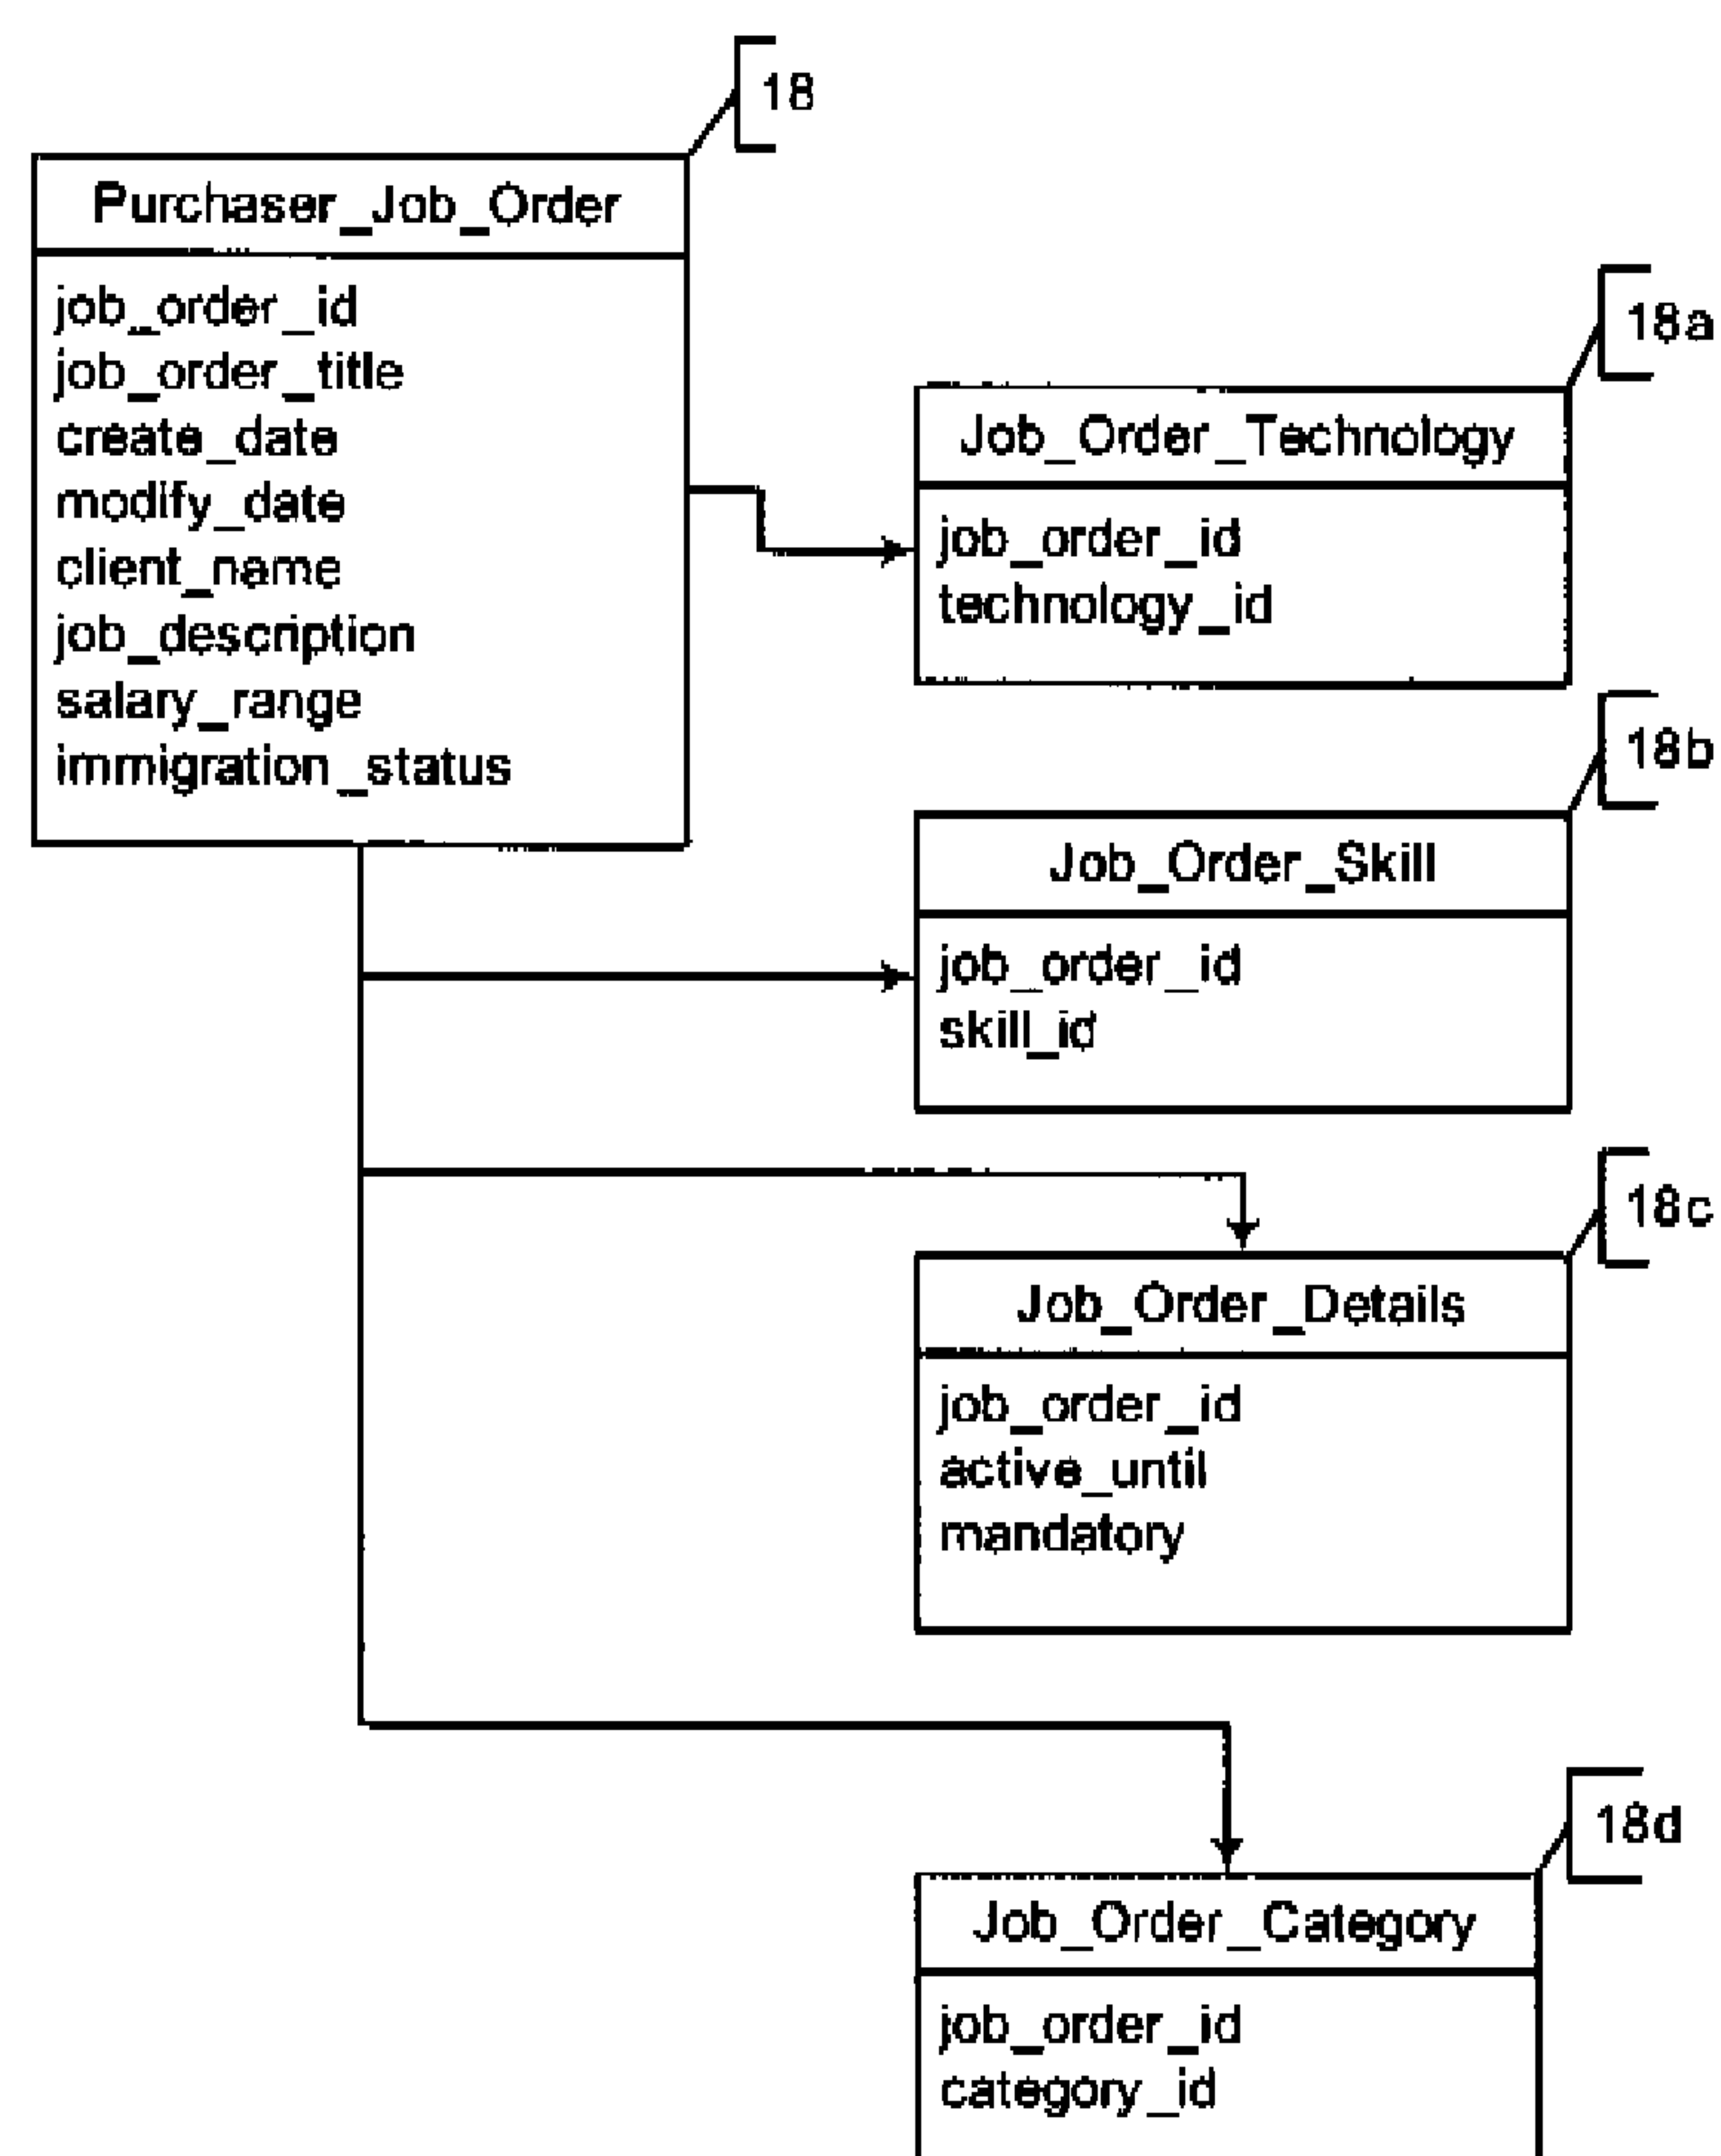 18
Purchaser_Job_Order
job_order_id
job_order_title
create_date
modify_date
client_name
job_description
salary_range
immigration_status
18a
Job_Order_Technology
job_order_id
technology_id
18b
Job_Order_Skill
job_order_id
skill_id
18c
Job_Order_Details
job_order_id
active_until
mandatory
18d
Job_Order_Category
job_order_id
category_id